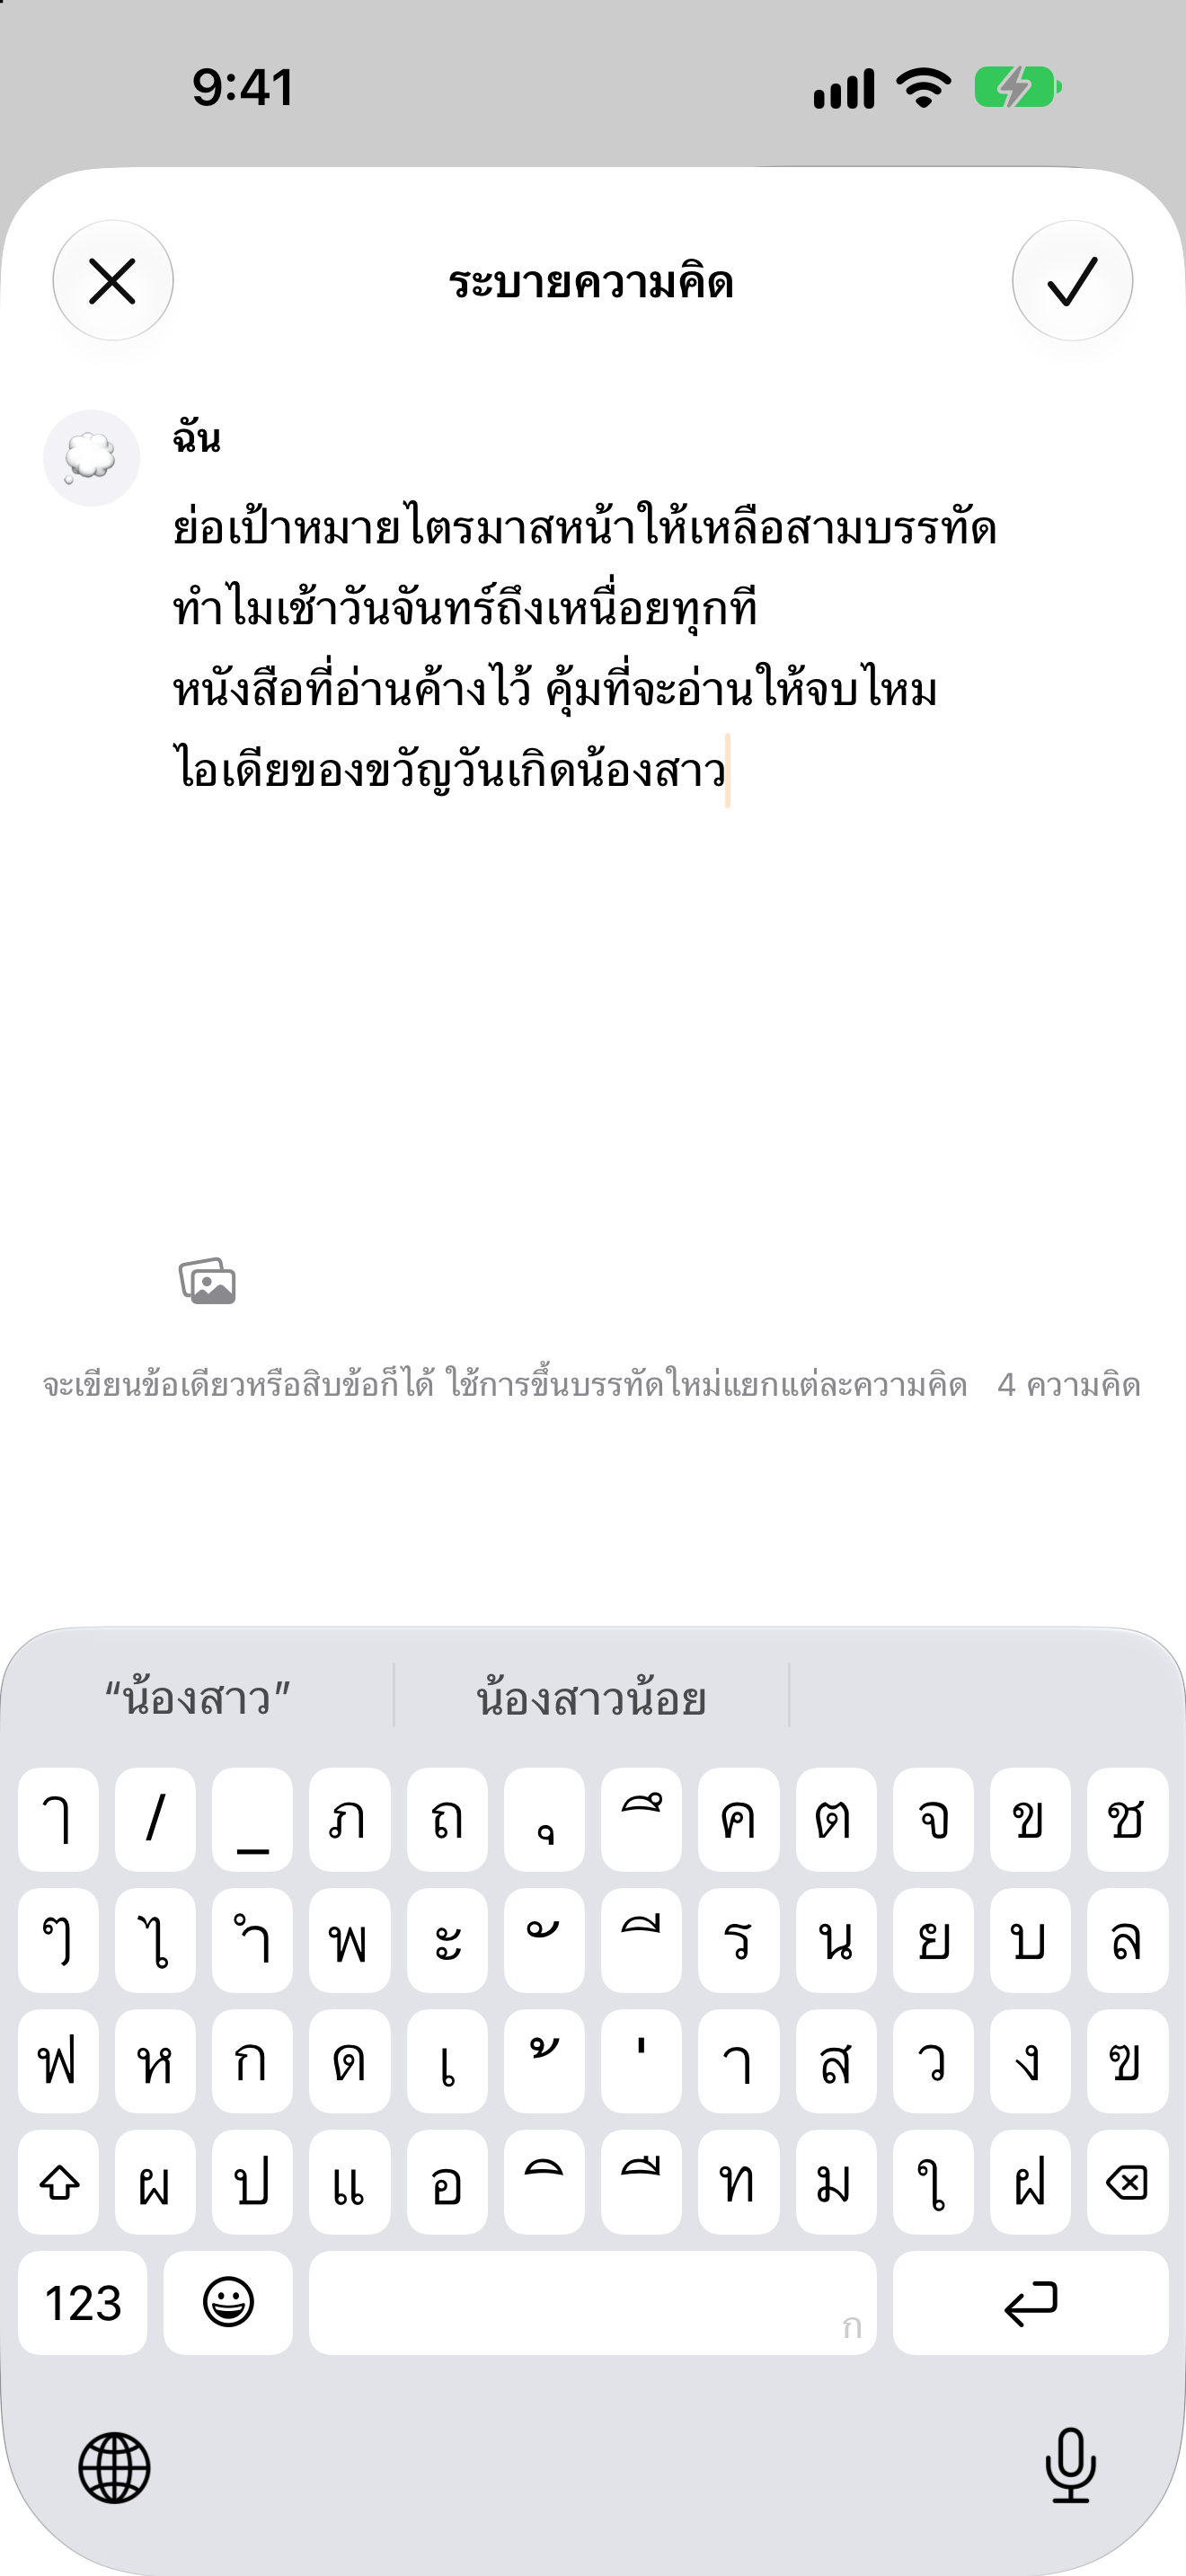 9:41
ระบายความคิด
ฉัน
ย่อเป้าหมายไตรมาสหน้าให้เหลือสามบรรทัด
ทำไมเช้าวันจันทร์ถึงเหนื่อยทุกที
หนังสือที่อ่านค้างไว้ คุ้มที่จะอ่านให้จบไหม
ไอเดียของขวัญวันเกิดน้องสาว
จะเขียนข้อเดียวหรือสิบข้อก็ได้ ใช้การขึ้นบรรทัดใหม่แยกแต่ละความคิด 4 ความคิด
“น้องสาว” น้องสาวน้อย
ๅ / _ ภ ถ ุ ึ ค ต จ ข ช
ๆ ไ ำ พ ะ ั ี ร น ย บ ล
ฟ ห ก ด เ ้ ่ า ส ว ง ฃ
ผ ป แ อ ิ ื ท ม ใ ฝ
123 ก